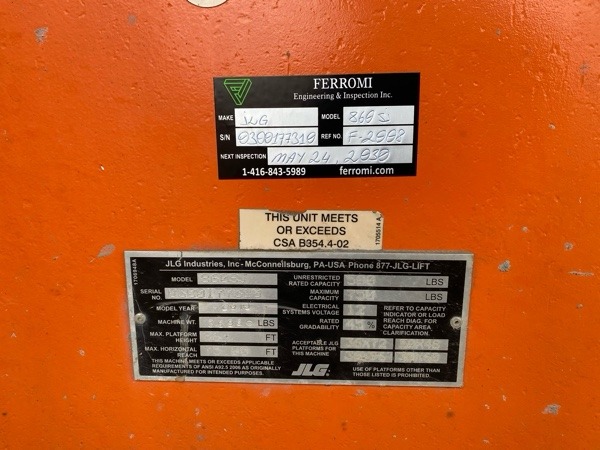 FERROMI
Engineering & Inspection Inc.
MAKE JLG MODEL 860SJ
S/N 0300177310 REF NO. F-2998
NEXT INSPECTION MAY 24, 2030
1-416-843-5989 ferromi.com
THIS UNIT MEETS
OR EXCEEDS
CSA B354.4-02
1705514 A
1706948A
JLG Industries, Inc - McConnellsburg, PA-USA Phone 877-JLG-LIFT
MODEL
SERIAL NO.
MODEL YEAR
MACHINE WT. LBS
MAX. PLATFORM HEIGHT FT
MAX. HORIZONTAL REACH FT
THIS MACHINE MEETS OR EXCEEDS APPLICABLE
REQUIREMENTS OF ANSI A92.5 2006 AS ORIGINALLY
MANUFACTURED FOR INTENDED PURPOSES.
UNRESTRICTED RATED CAPACITY LBS
MAXIMUM CAPACITY LBS
ELECTRICAL SYSTEMS VOLTAGE
RATED GRADABILITY %
REFER TO CAPACITY
INDICATOR OR LOAD
REACH DIAG. FOR
CAPACITY AREA
CLARIFICATION.
ACCEPTABLE JLG
PLATFORMS FOR
THIS MACHINE
JLG
USE OF PLATFORMS OTHER THAN
THOSE LISTED IS PROHIBITED.